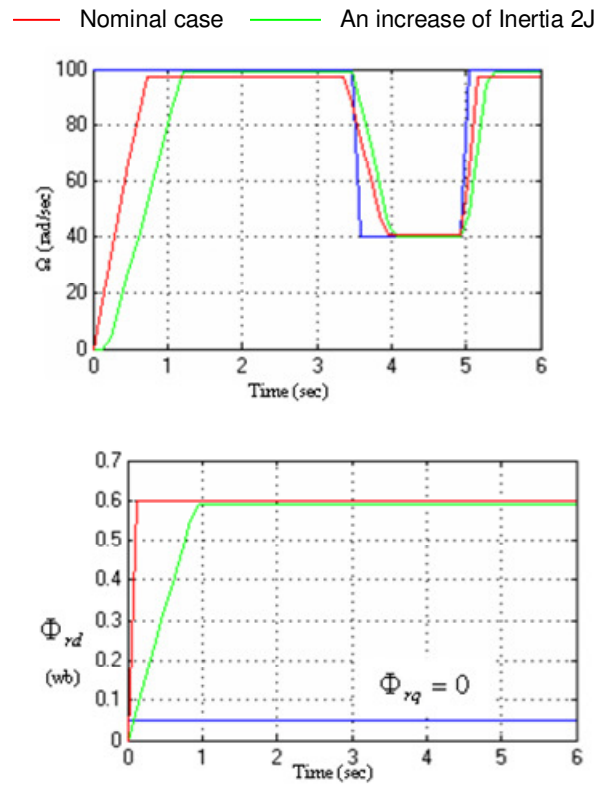 Nominal case An increase of Inertia 2J
100
80
60
40
20
0
Ω (rad/sec)
0 1 2 3 4 5 6
Time (sec)
0.7
0.6
0.5
0.4
0.3
0.2
0.1
0
Φrd
(wb)
Φrq = 0
0 1 2 3 4 5 6
Time (sec)